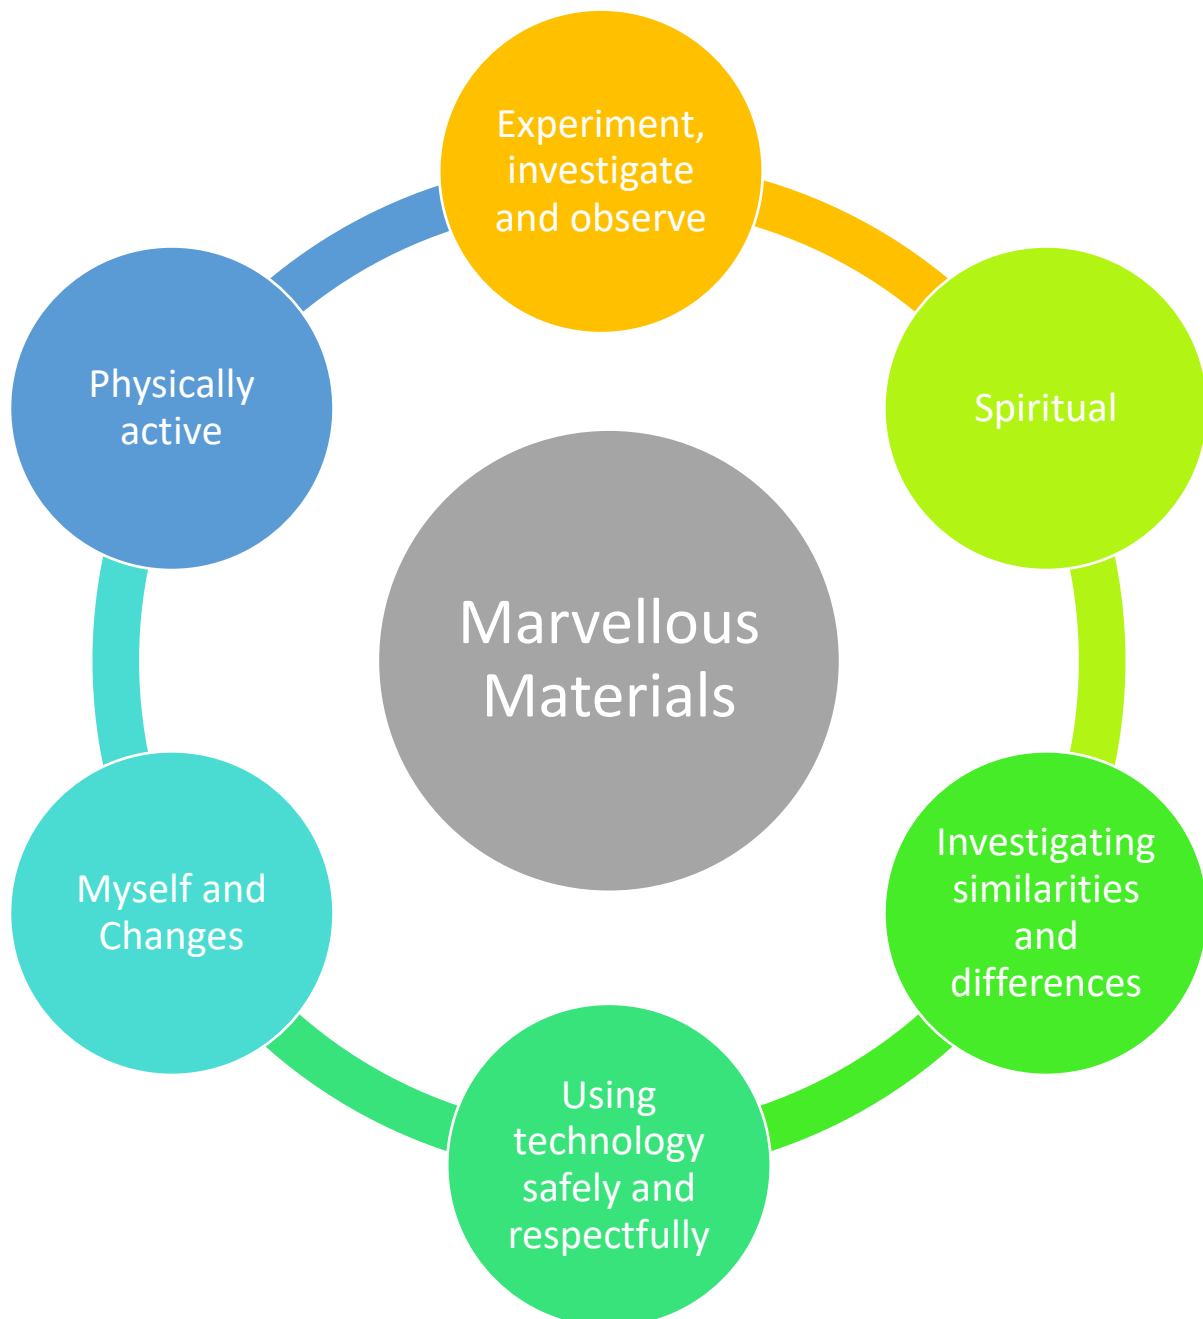 Experiment,
investigate
and observe
Spiritual
Investigating
similarities
and
differences
Using
technology
safely and
respectfully
Myself and
Changes
Physically
active
Marvellous
Materials